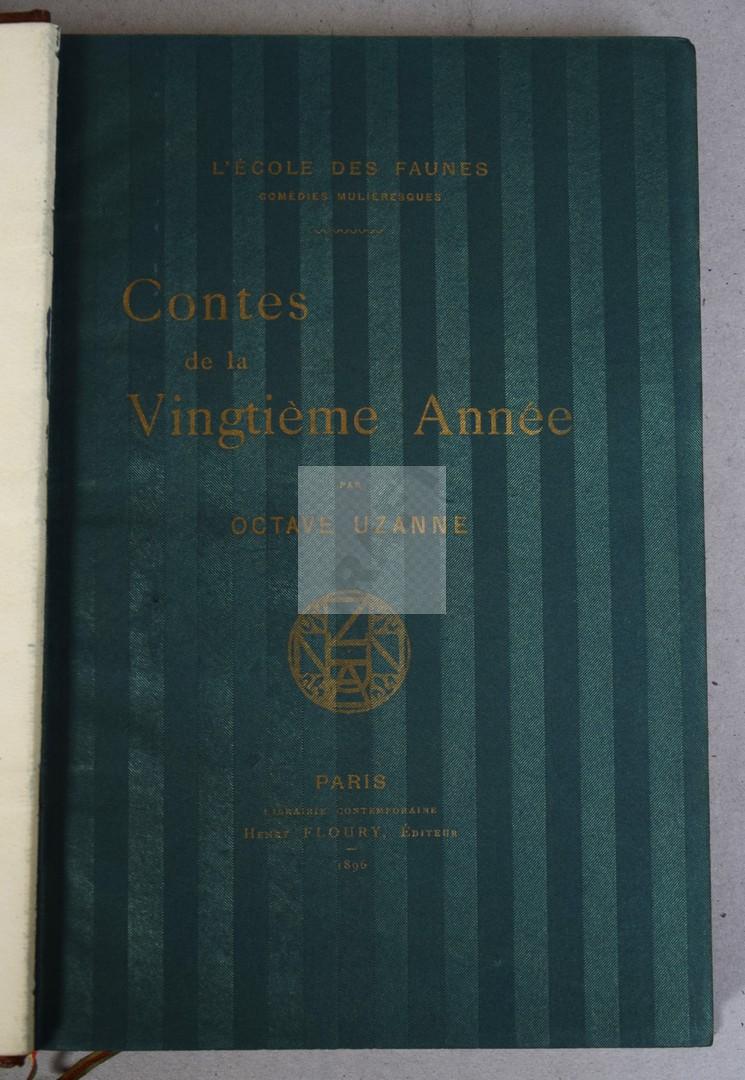 L'ÉCOLE DES FAUNES
COMÉDIES MULIÉRESQUES
Contes
de la
Vingtième Année
PAR
OCTAVE UZANNE
PARIS
LIBRAIRIE CONTEMPORAINE
HENRY FLOURY, ÉDITEUR
1896